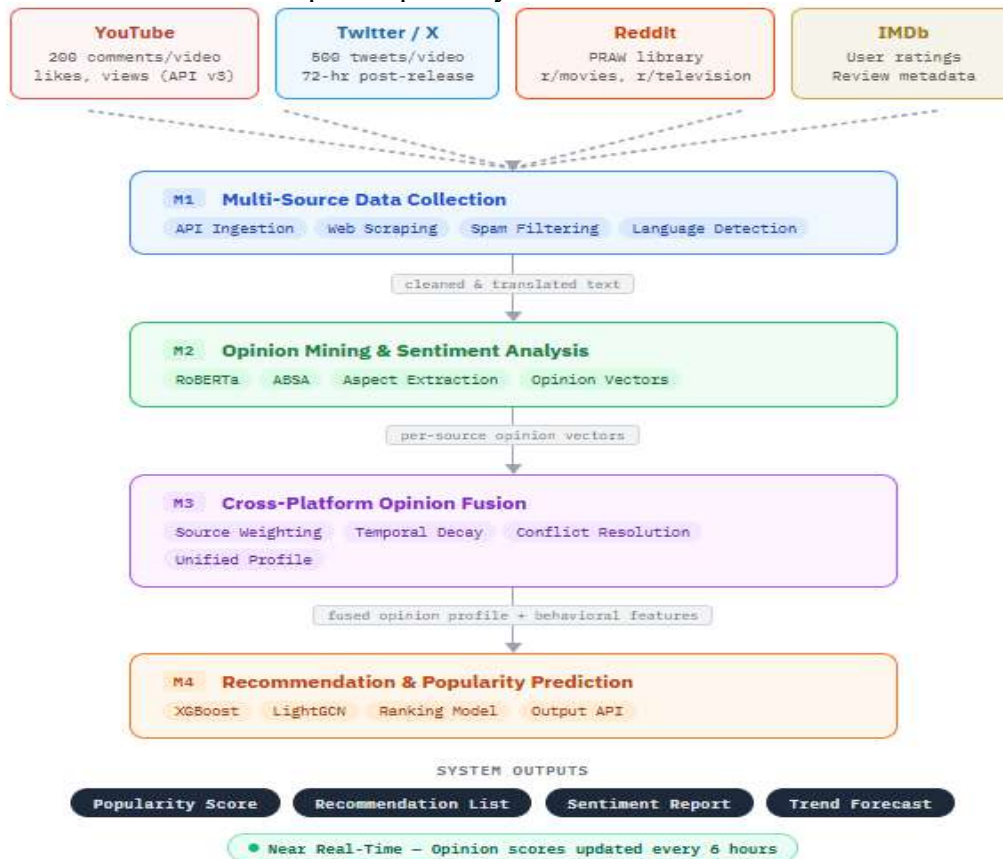 YouTube
200 comments/video
likes, views (API v3)
Twitter / X
500 tweets/video
72-hr post-release
Reddit
PRAW library
r/movies, r/television
IMDb
User ratings
Review metadata
M1 Multi-Source Data Collection
API Ingestion Web Scraping Spam Filtering Language Detection
cleaned & translated text
M2 Opinion Mining & Sentiment Analysis
RoBERTa ABSA Aspect Extraction Opinion Vectors
per-source opinion vectors
M3 Cross-Platform Opinion Fusion
Source Weighting Temporal Decay Conflict Resolution
Unified Profile
fused opinion profile + behavioral features
M4 Recommendation & Popularity Prediction
XGBoost LightGCN Ranking Model Output API
SYSTEM OUTPUTS
Popularity Score Recommendation List Sentiment Report Trend Forecast
Near Real-Time — Opinion scores updated every 6 hours